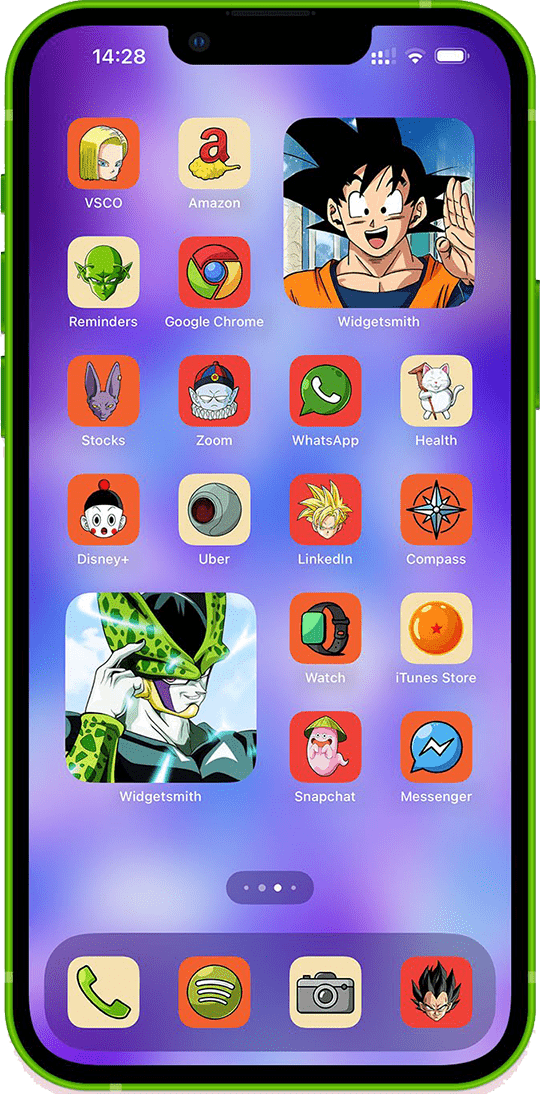 14:28
VSCO
a
Amazon
Reminders
Google Chrome
Widgetsmith
Stocks
Zoom
WhatsApp
Health
Disney+
Uber
LinkedIn
Compass
Widgetsmith
Watch
iTunes Store
Snapchat
Messenger